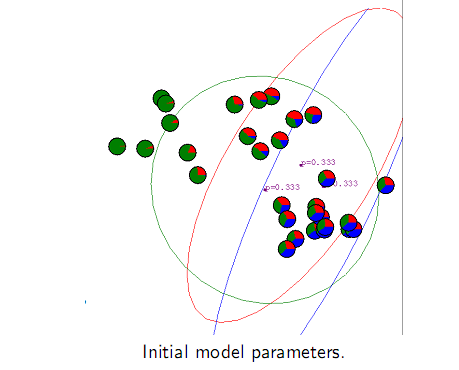 p=0.333
0.333
p=0.333
Initial model parameters.